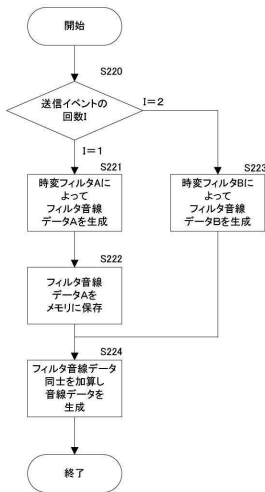 開始
S220
送信イベントの
回数I
I=2
I=1
S221
時変フィルタAに
よって
フィルタ音線
データAを生成
S223
時変フィルタBに
よって
フィルタ音線
データBを生成
S222
フィルタ音線
データAを
メモリに保存
S224
フィルタ音線データ
同士を加算し
音線データを
生成
終了